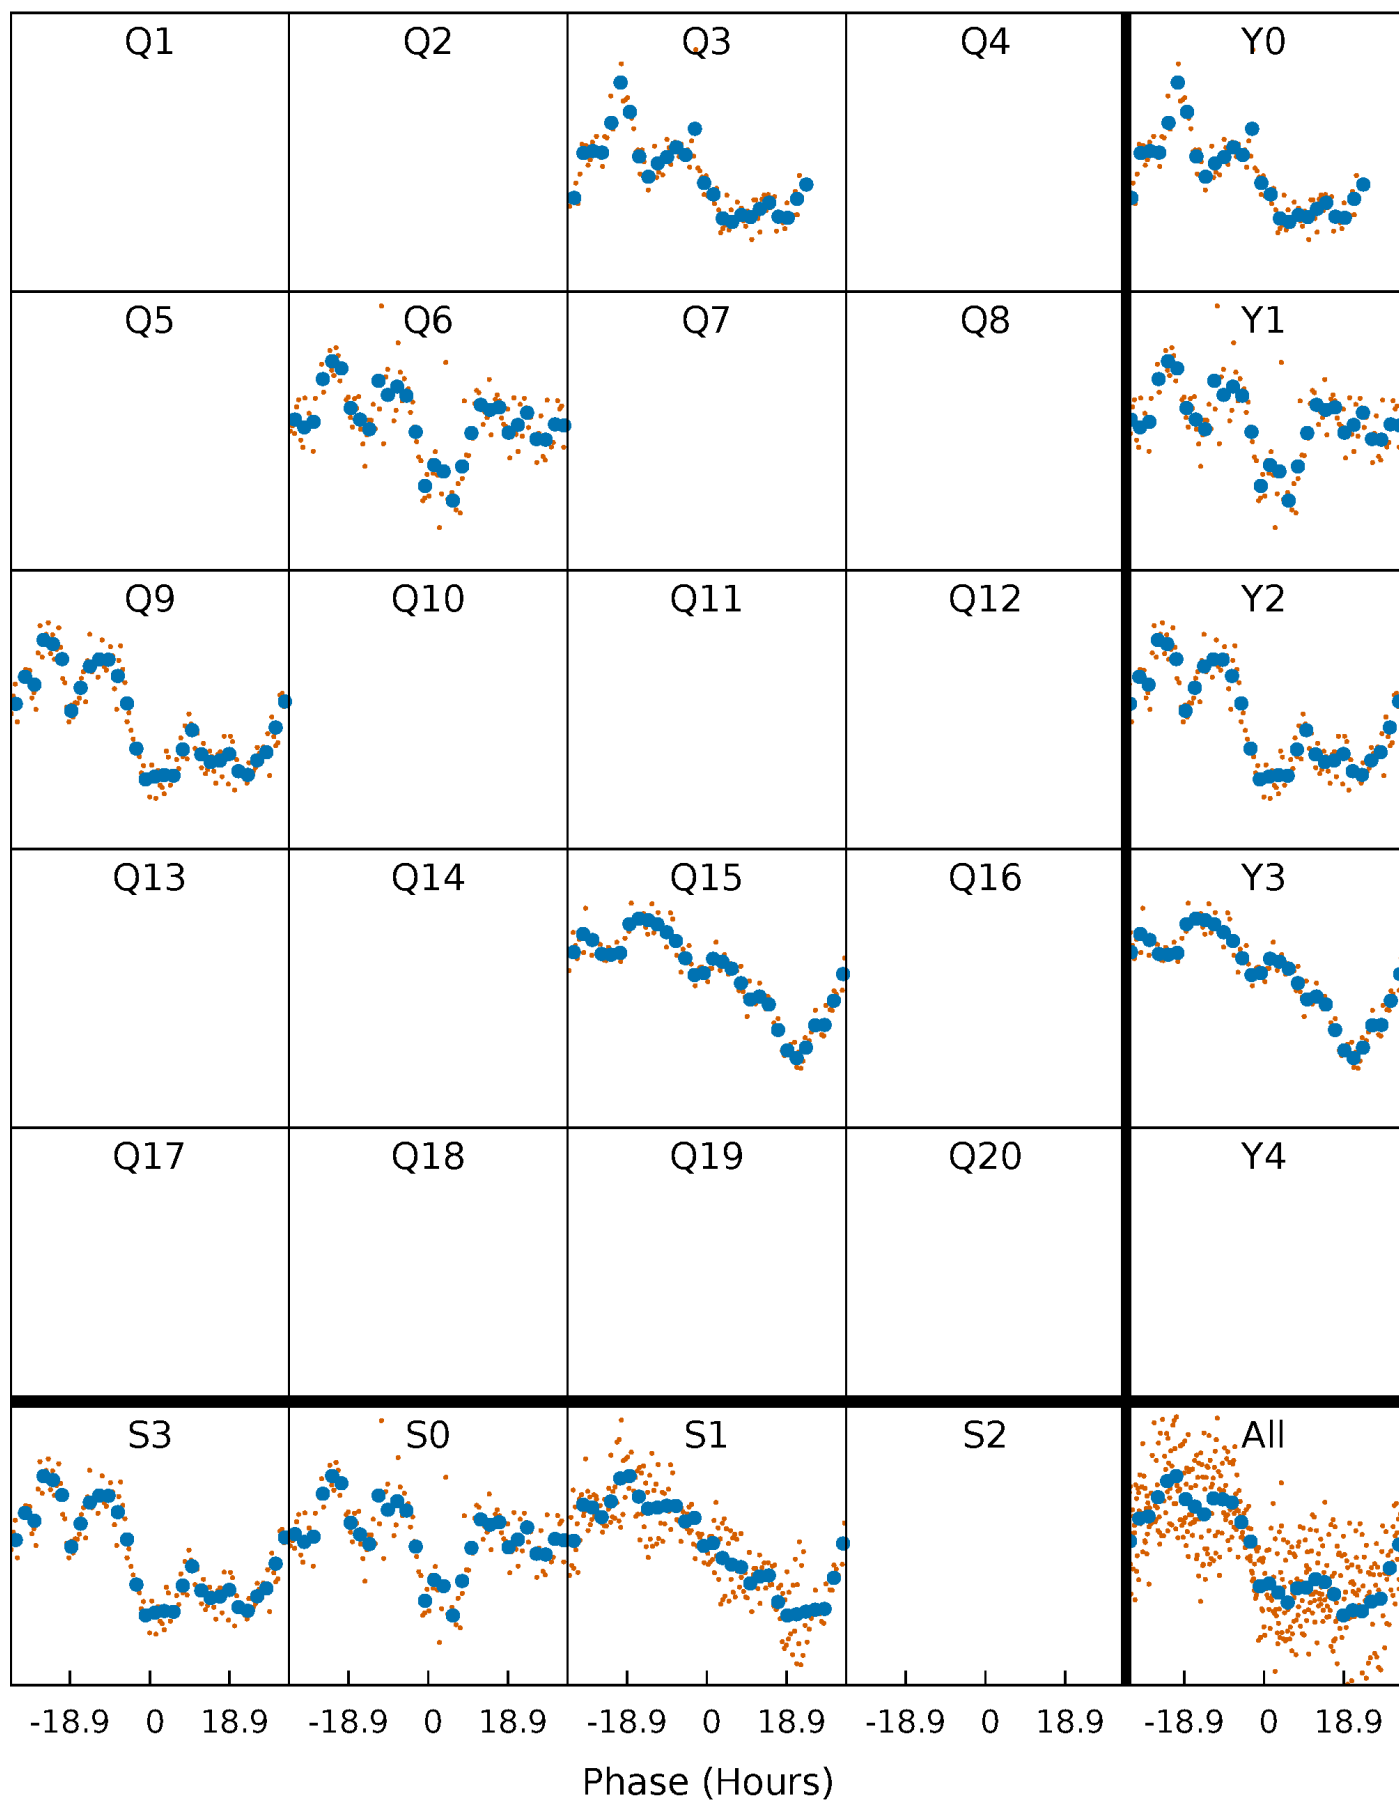 Q1 Q2 Q3 Q4 Y0
Q5 Q6 Q7 Q8 Y1
Q9 Q10 Q11 Q12 Y2
Q13 Q14 Q15 Q16 Y3
Q17 Q18 Q19 Q20 Y4
S3 S0 S1 S2 All
-18.9 0 18.9 -18.9 0 18.9 -18.9 0 18.9 -18.9 0 18.9 -18.9 0 18.9
Phase (Hours)